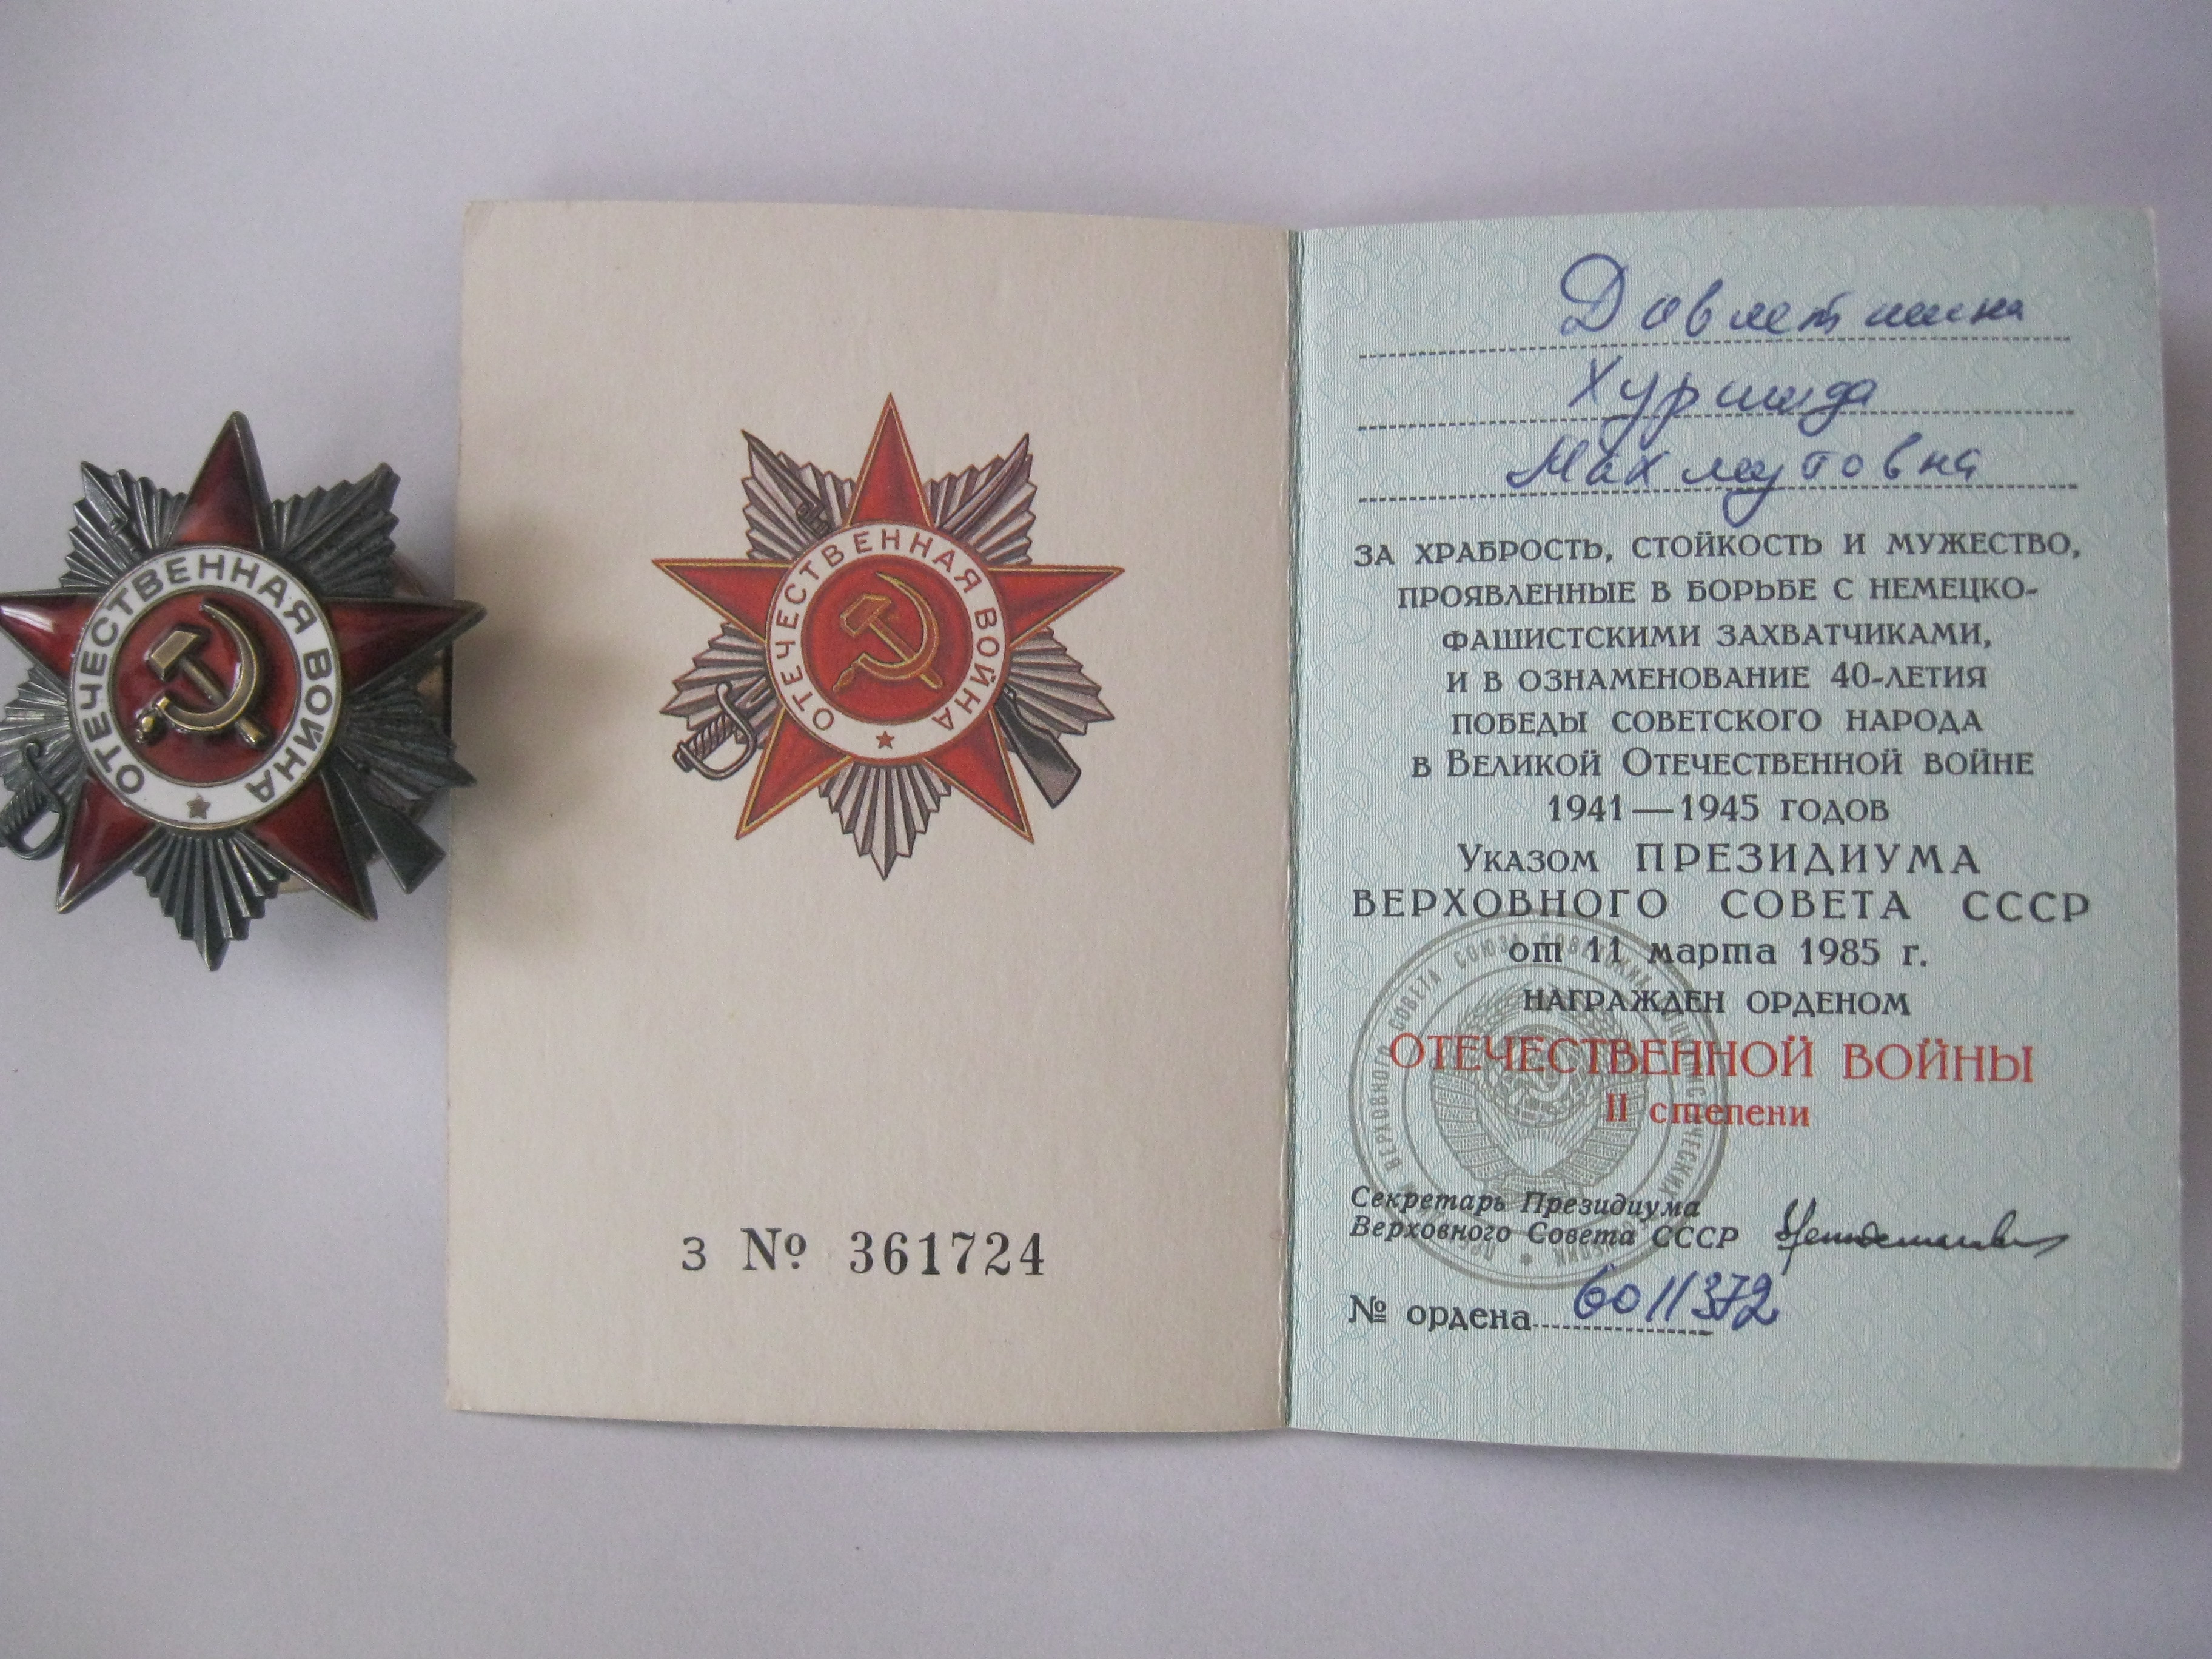 ОТЕЧЕСТВЕННАЯ ВОЙНА
ОТЕЧЕСТВЕННАЯ ВОЙНА
З № 361724
Довлетшина
Хуршида
Махмутовна
ЗА ХРАБРОСТЬ, СТОЙКОСТЬ И МУЖЕСТВО,
ПРОЯВЛЕННЫЕ В БОРЬБЕ С НЕМЕЦКО-
ФАШИСТСКИМИ ЗАХВАТЧИКАМИ,
И В ОЗНАМЕНОВАНИЕ 40-ЛЕТИЯ
ПОБЕДЫ СОВЕТСКОГО НАРОДА
В ВЕЛИКОЙ ОТЕЧЕСТВЕННОЙ ВОЙНЕ
1941—1945 ГОДОВ
УКАЗОМ ПРЕЗИДИУМА
ВЕРХОВНОГО СОВЕТА СССР
от 11 марта 1985 г.
НАГРАЖДЕН ОРДЕНОМ
ОТЕЧЕСТВЕННОЙ ВОЙНЫ
II степени
Секретарь Президиума
Верховного Совета СССР
№ ордена 6011372